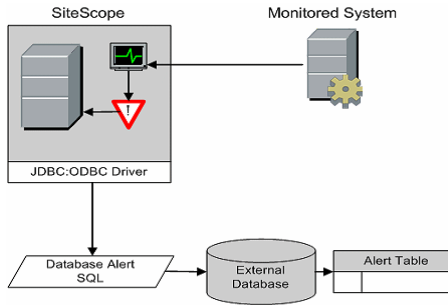 SiteScope
Monitored System
!
JDBC:ODBC Driver
Database Alert
SQL
External
Database
Alert Table